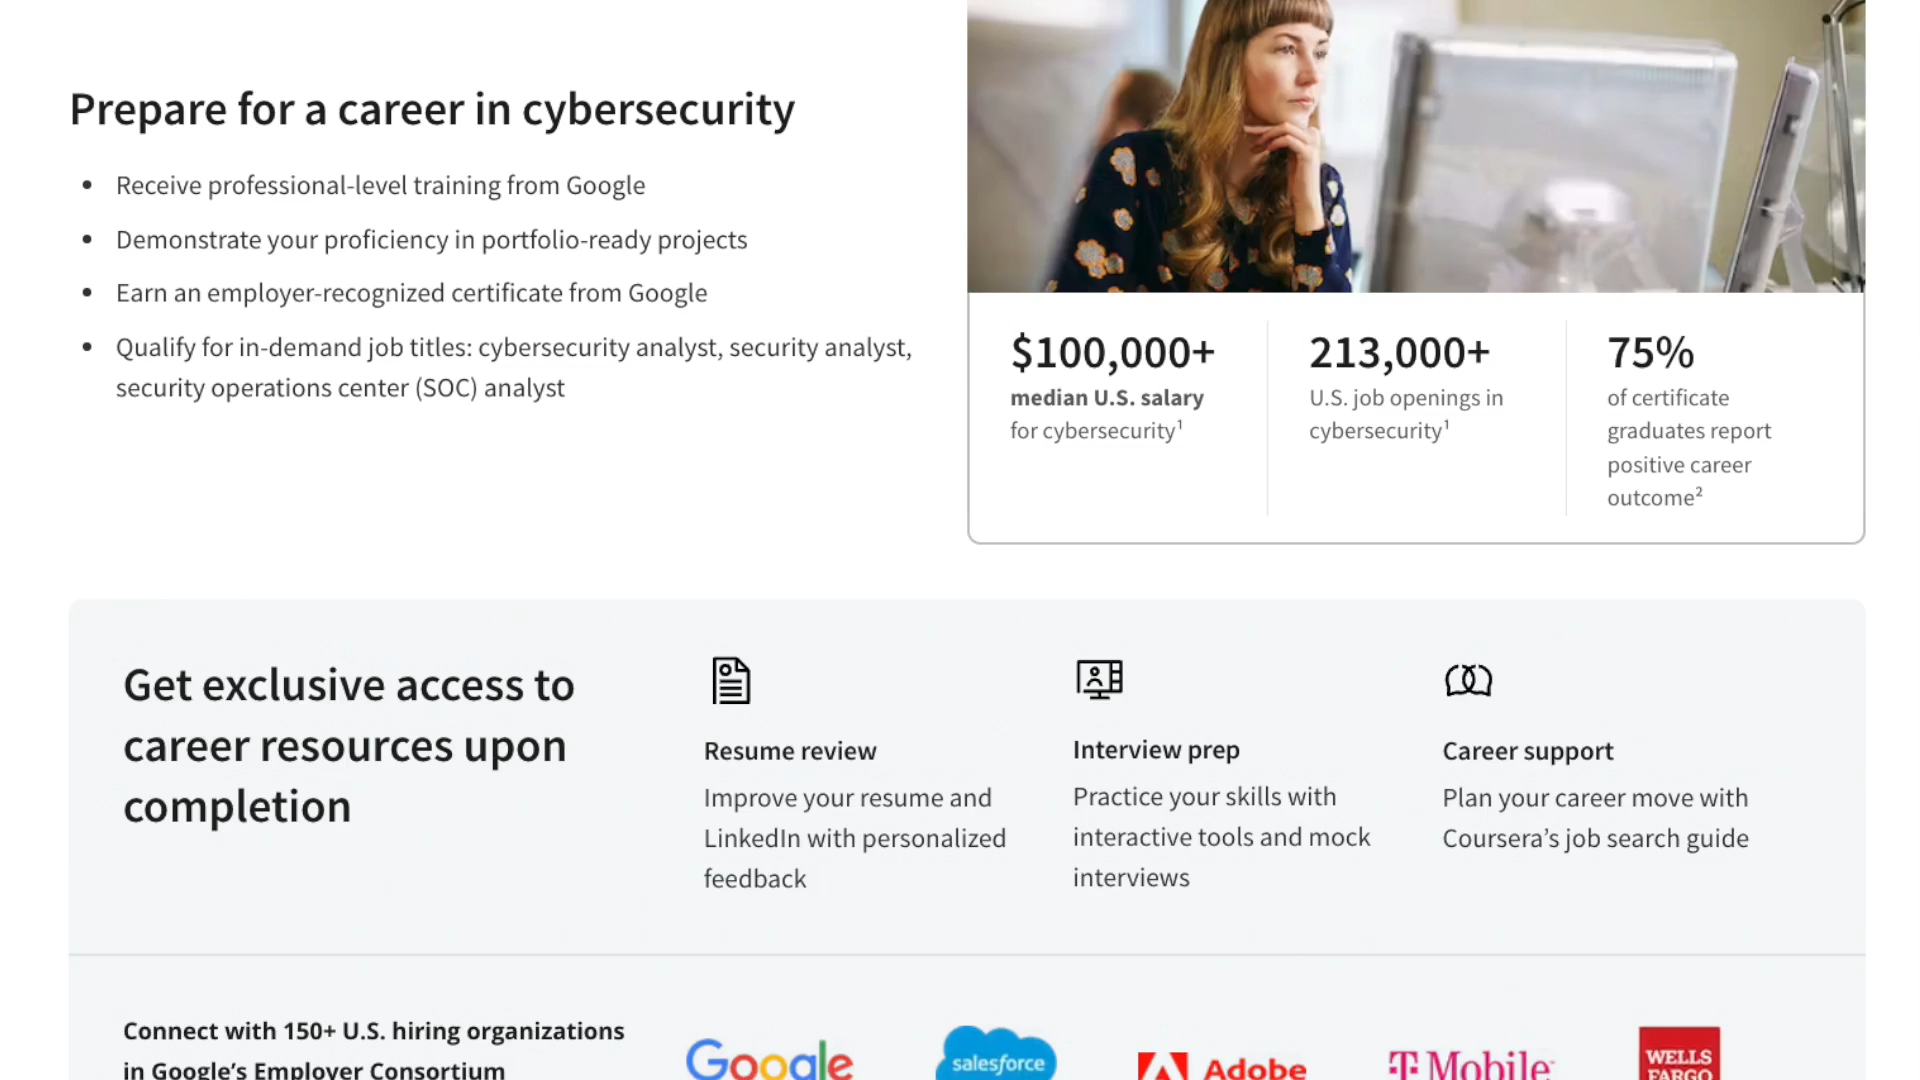 Prepare for a career in cybersecurity
Receive professional-level training from Google
Demonstrate your proficiency in portfolio-ready projects
Earn an employer-recognized certificate from Google
Qualify for in-demand job titles: cybersecurity analyst, security analyst,
security operations center (SOC) analyst
$100,000+
median U.S. salary
for cybersecurity¹
213,000+
U.S. job openings in
cybersecurity¹
75%
of certificate
graduates report
positive career
outcome²
Get exclusive access to
career resources upon
completion
Resume review
Improve your resume and
LinkedIn with personalized
feedback
Interview prep
Practice your skills with
interactive tools and mock
interviews
Career support
Plan your career move with
Coursera’s job search guide
Connect with 150+ U.S. hiring organizations
in Google’s Employer Consortium
Google
salesforce
Adobe
T Mobile
WELLS
FARGO